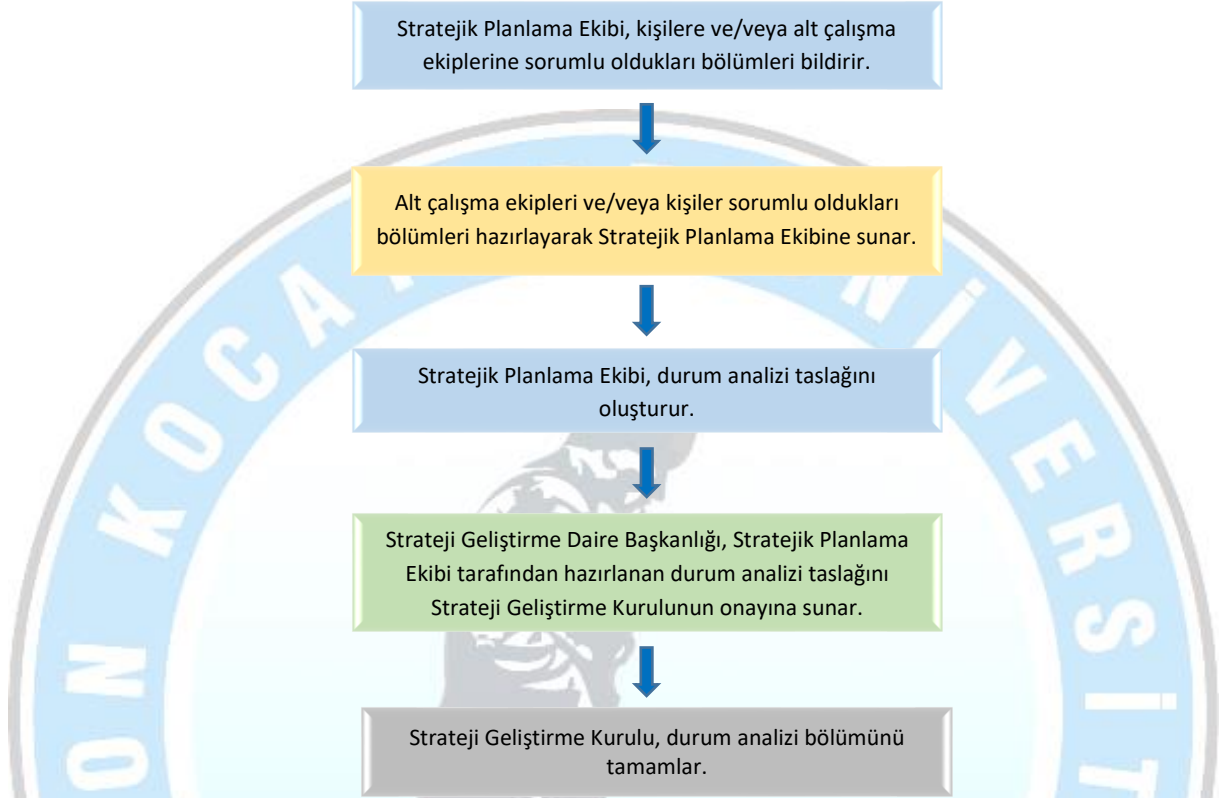 Stratejik Planlama Ekibi, kişilere ve/veya alt çalışma
ekiplerine sorumlu oldukları bölümleri bildirir.
Alt çalışma ekipleri ve/veya kişiler sorumlu oldukları
bölümleri hazırlayarak Stratejik Planlama Ekibine sunar.
Stratejik Planlama Ekibi, durum analizi taslağını
oluşturur.
Strateji Geliştirme Daire Başkanlığı, Stratejik Planlama
Ekibi tarafından hazırlanan durum analizi taslağını
Strateji Geliştirme Kurulunun onayına sunar.
Strateji Geliştirme Kurulu, durum analizi bölümünü
tamamlar.